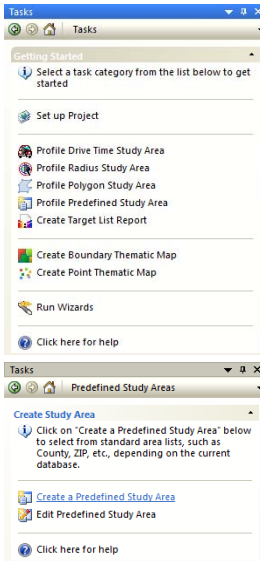 Tasks
Tasks
Getting Started
Select a task category from the list below to get
started
Set up Project
Profile Drive Time Study Area
Profile Radius Study Area
Profile Polygon Study Area
Profile Predefined Study Area
Create Target List Report
Create Boundary Thematic Map
Create Point Thematic Map
Run Wizards
Click here for help
Tasks
Predefined Study Areas
Create Study Area
Click on "Create a Predefined Study Area" below
to select from standard area lists, such as
County, ZIP, etc., depending on the current
database.
Create a Predefined Study Area
Edit Predefined Study Area
Click here for help